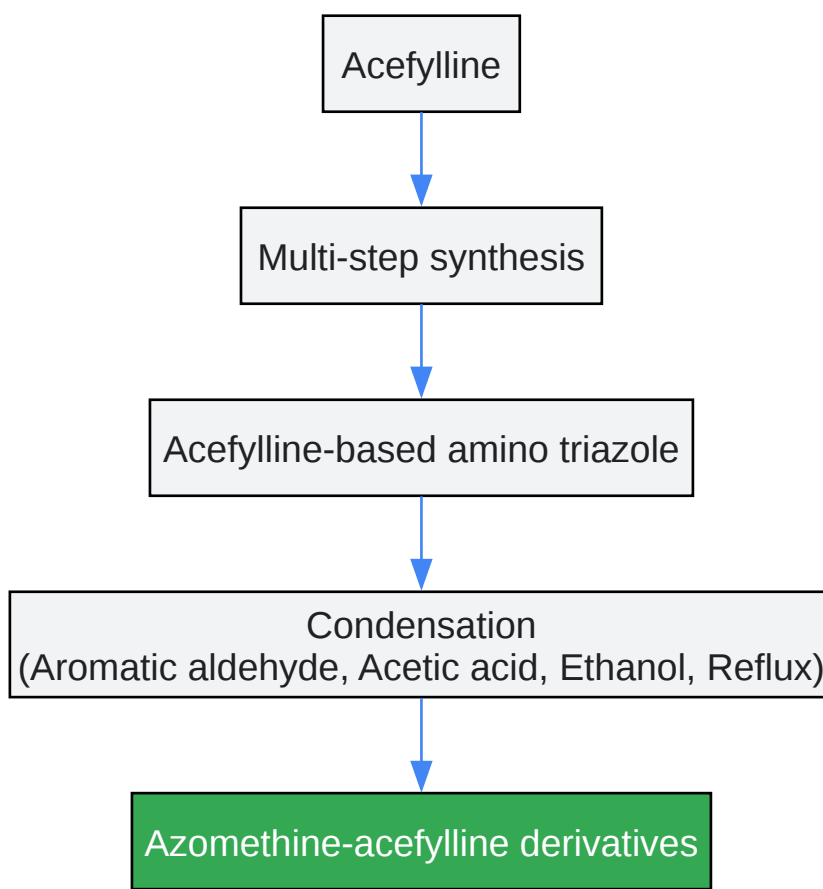 Acefylline
Multi-step synthesis
Acefylline-based amino triazole
Condensation
(Aromatic aldehyde, Acetic acid, Ethanol, Reflux)
Azomethine-acefylline derivatives